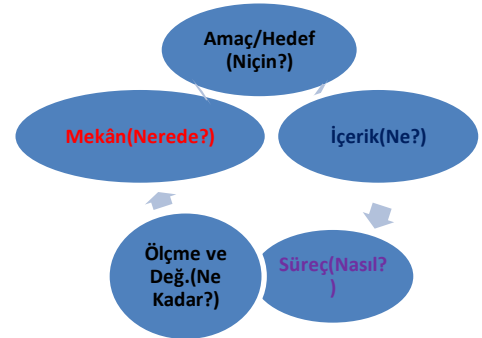 Amaç/Hedef
(Niçin?)
Mekân(Nerede?)
İçerik(Ne?)
Ölçme ve
Değ.(Ne
Kadar?)
Süreç(Nasıl?
)